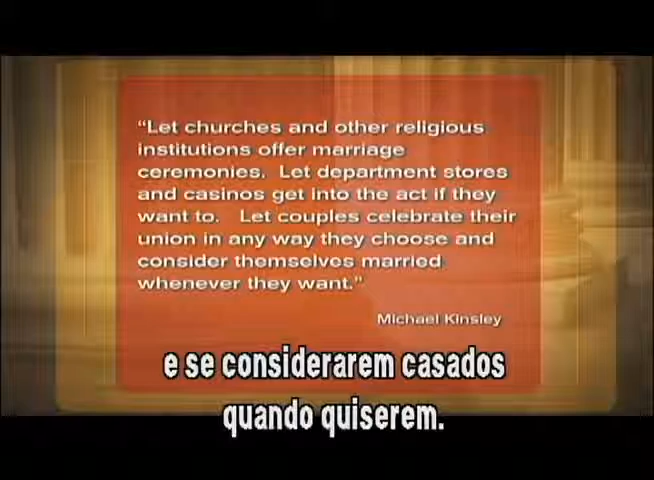 “Let churches and other religious
institutions offer marriage
ceremonies. Let department stores
and casinos get into the act if they
want to. Let couples celebrate their
union in any way they choose and
consider themselves married
whenever they want.”
Michael Kinsley
e se considerarem casados
quando quiserem.